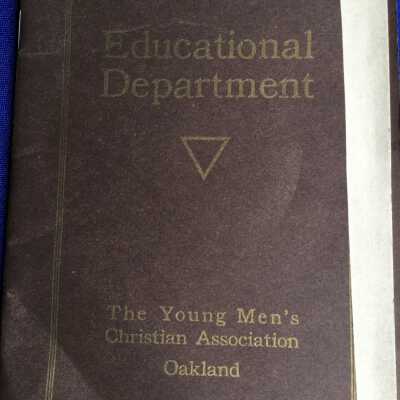 Educational
Department
The Young Men's
Christian Association
Oakland